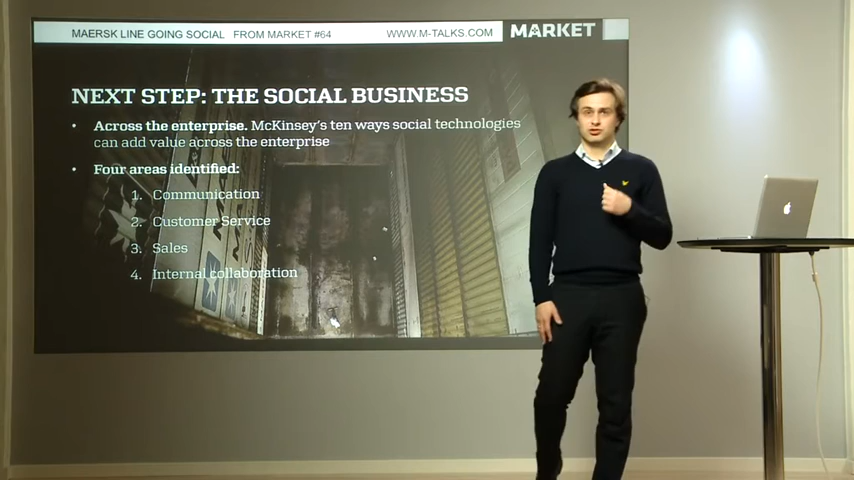 MAERSK LINE GOING SOCIAL FROM MARKET #64 WWW.M-TALKS.COM MARKET
NEXT STEP: THE SOCIAL BUSINESS
• Across the enterprise. McKinsey's ten ways social technologies
can add value across the enterprise
• Four areas identified:
1. Communication
2. Customer Service
3. Sales
4. Internal collaboration